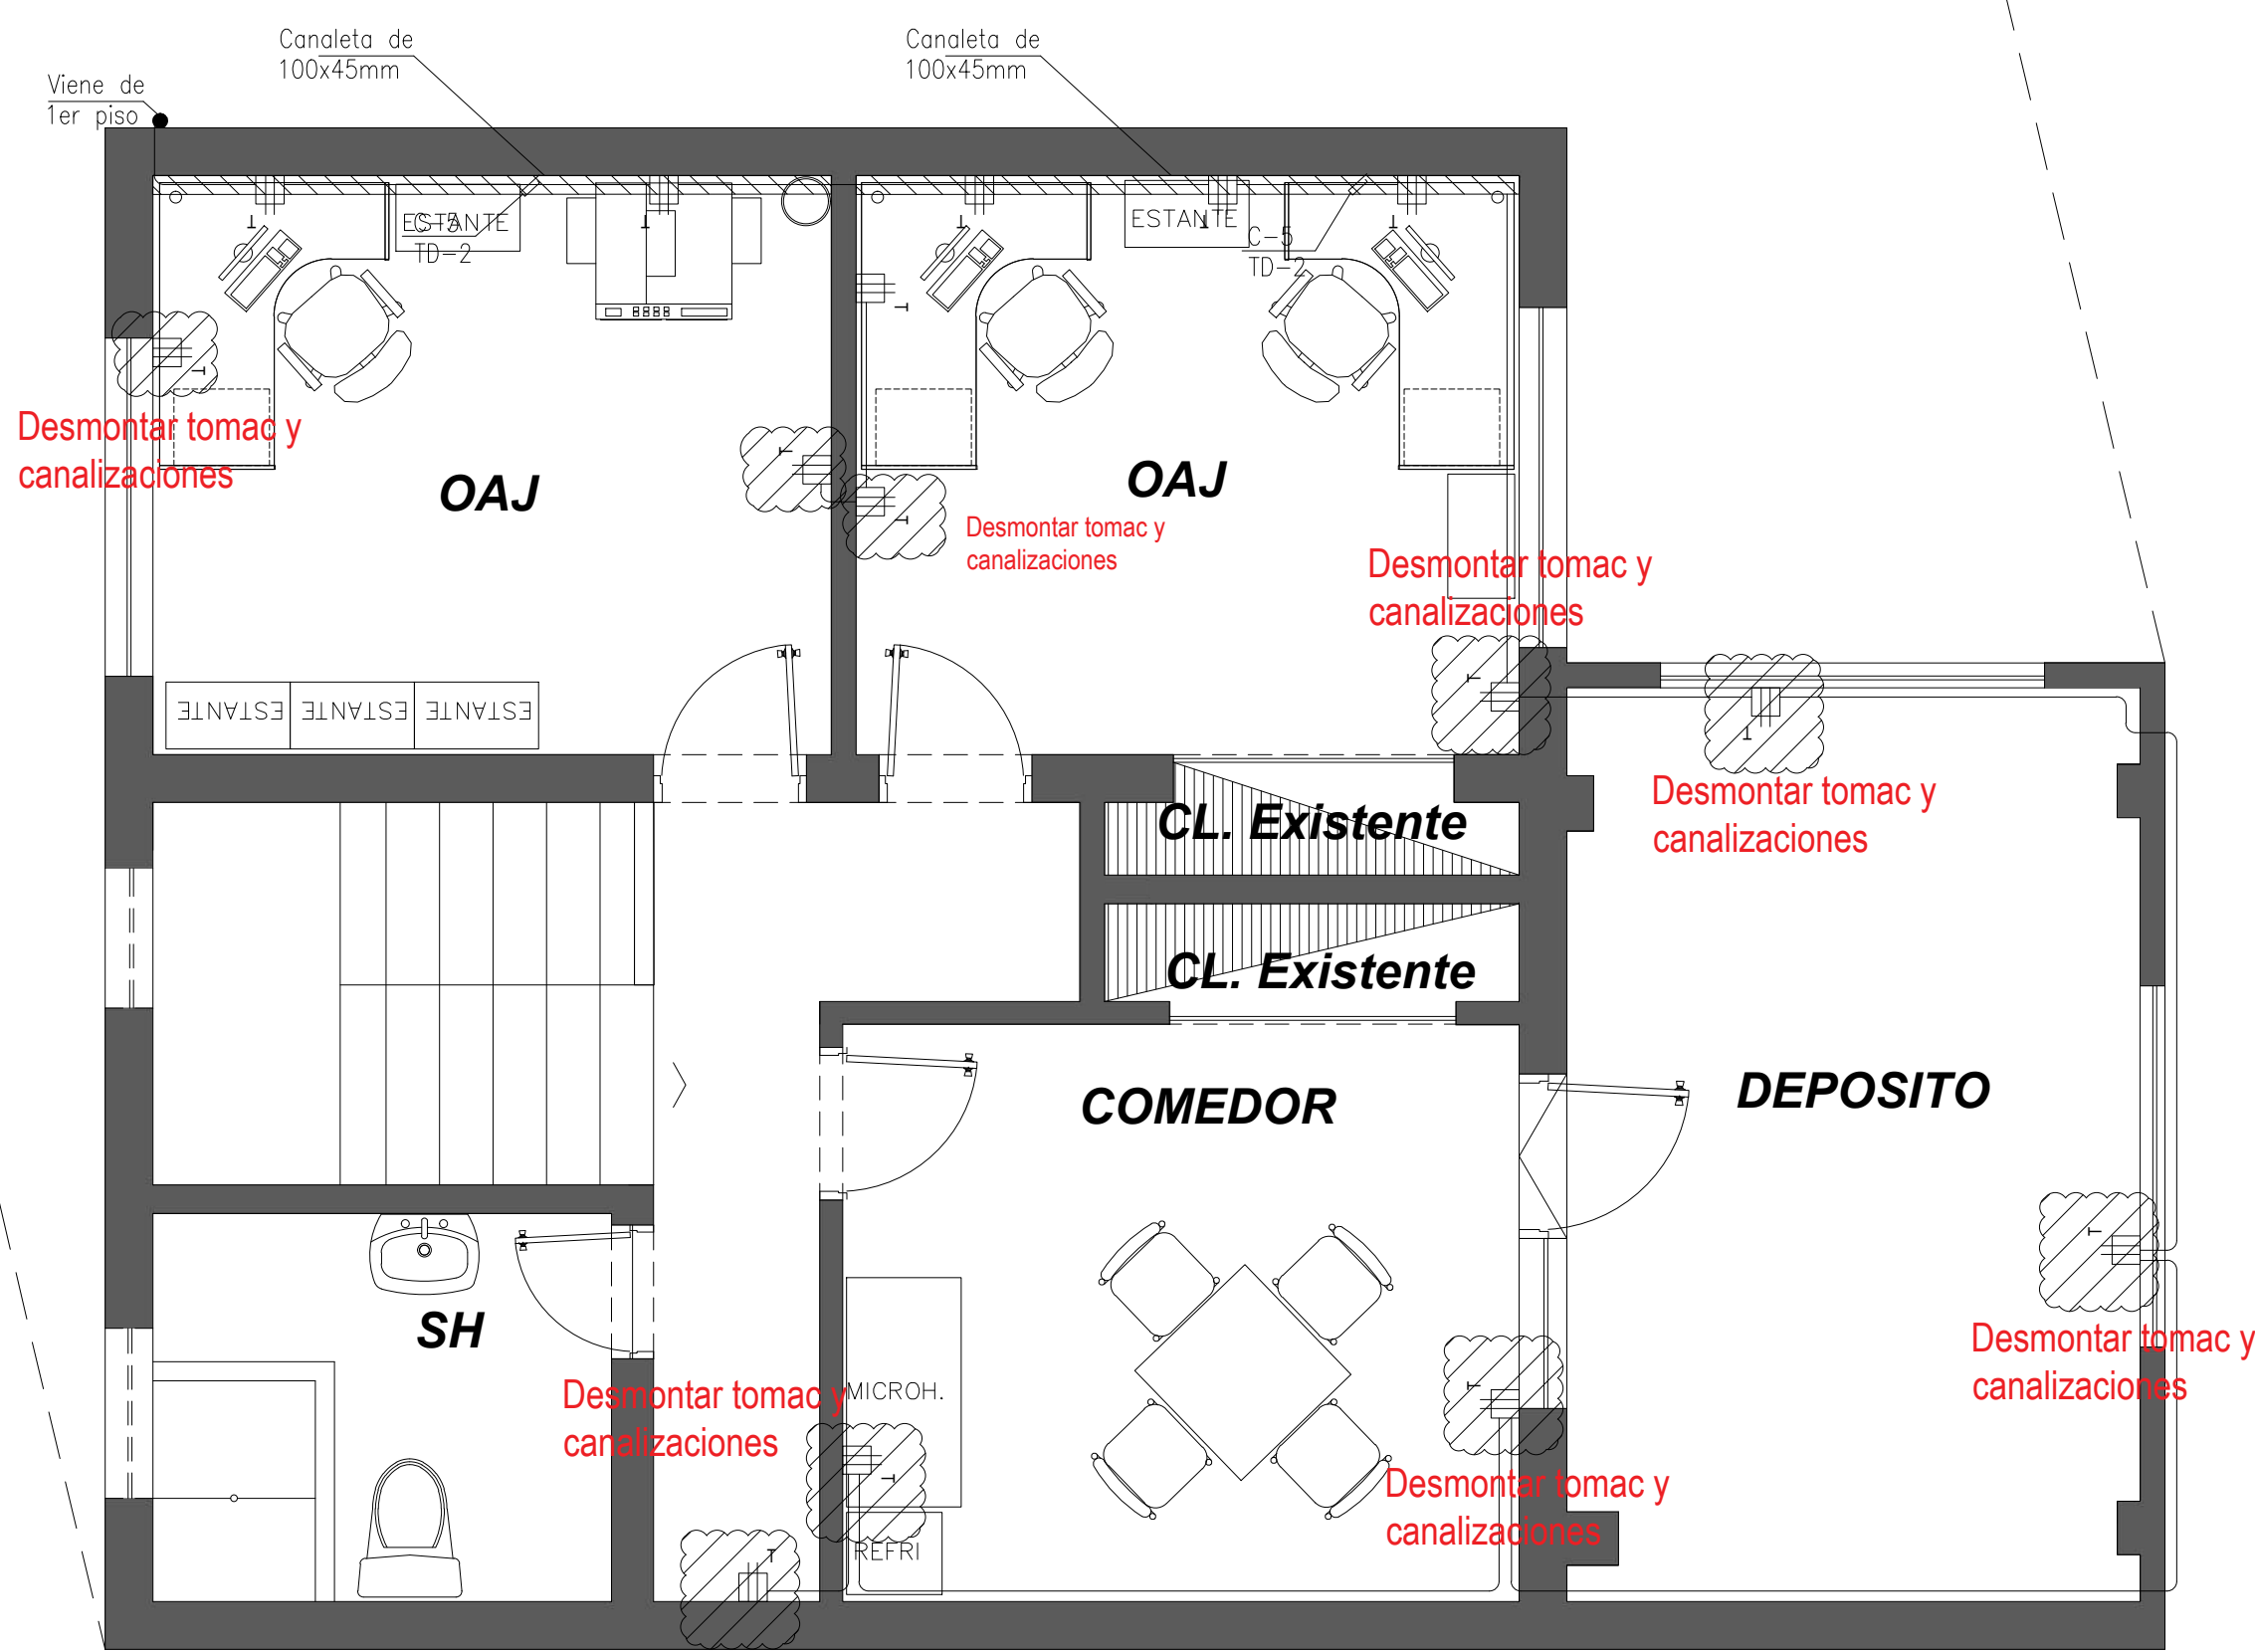 Canaleta de
100x45mm
Canaleta de
100x45mm
Viene de
1er piso
ESTANTE
C-5
TD-2
ESTANTE
C-5
TD-2
T
T
T
T
T
T
T
T
T
Desmontar tomac y
canalizaciones
OAJ
OAJ
Desmontar tomac y
canalizaciones
Desmontar tomac y
canalizaciones
T
T
ESTANTE
ESTANTE
ESTANTE
Desmontar tomac y
canalizaciones
CL. Existente
CL. Existente
COMEDOR
DEPOSITO
T
SH
Desmontar tomac y
canalizaciones
Desmontar tomac y
canalizaciones
MICROH.
T
T
Desmontar tomac y
canalizaciones
REFRI
T